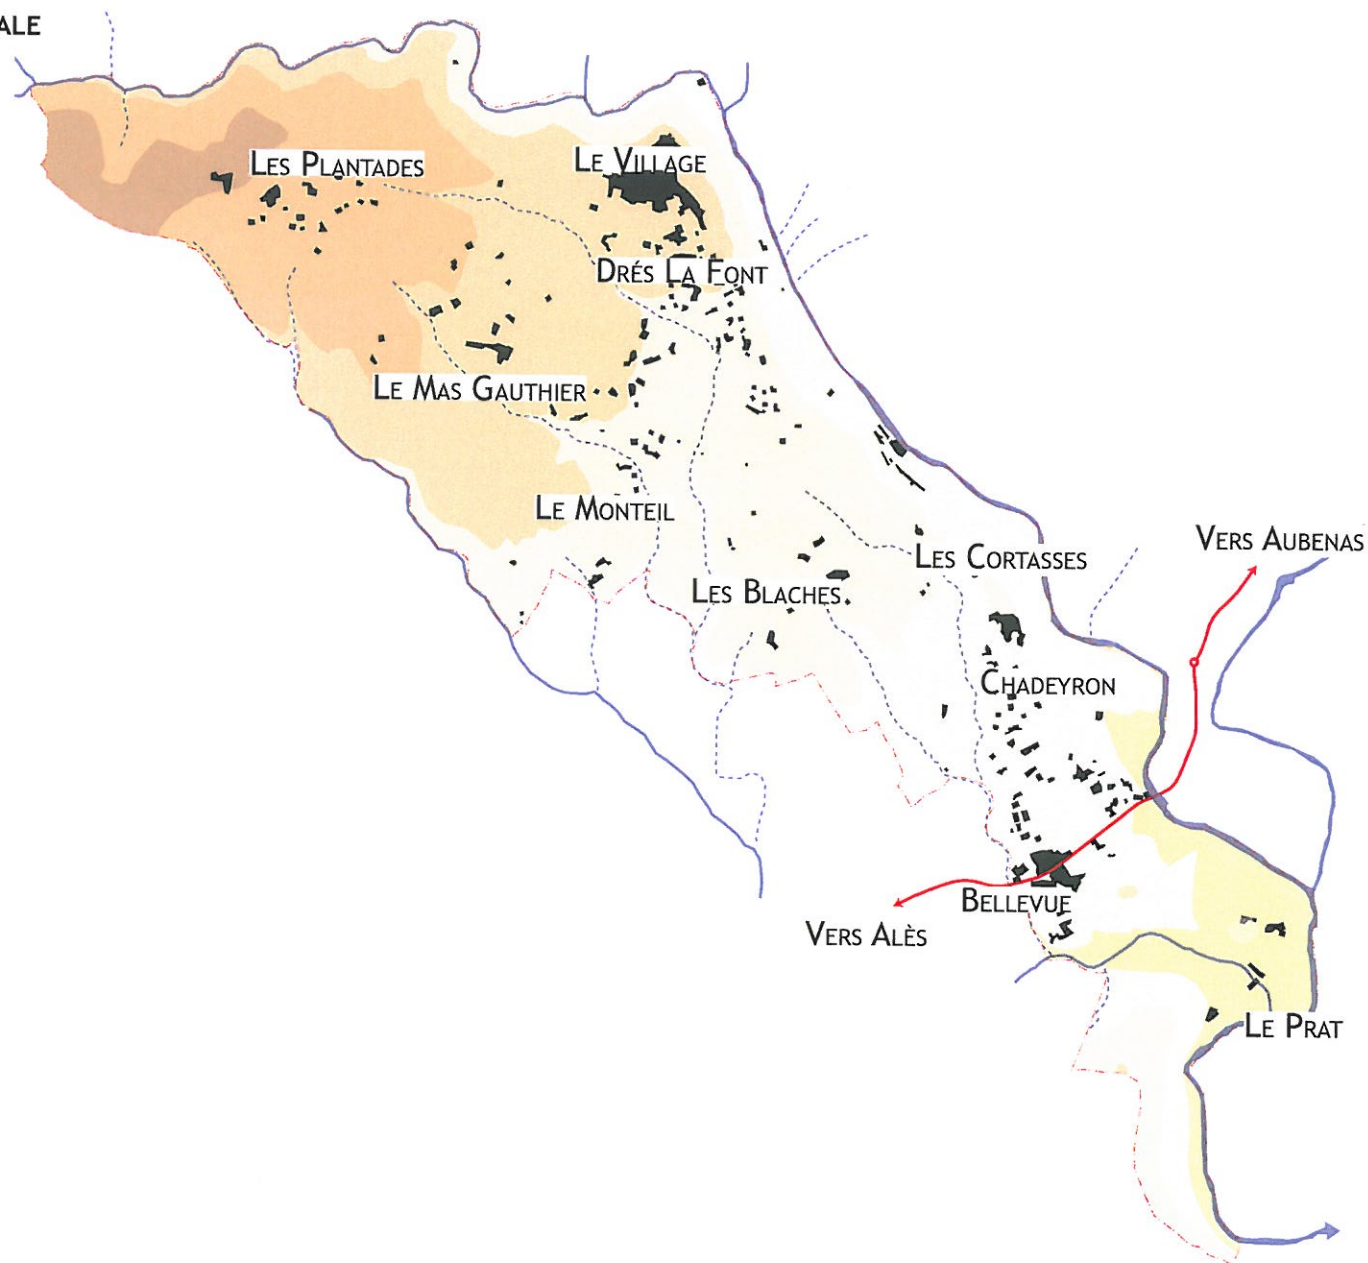 ALE
Les Plantades
Le Village
Drés La Font
Le Mas Gauthier
Le Monteil
Vers Aubenas
Les Cortasses
Les Blaches
Chadeyron
Bellevue
Vers Alès
Le Prat